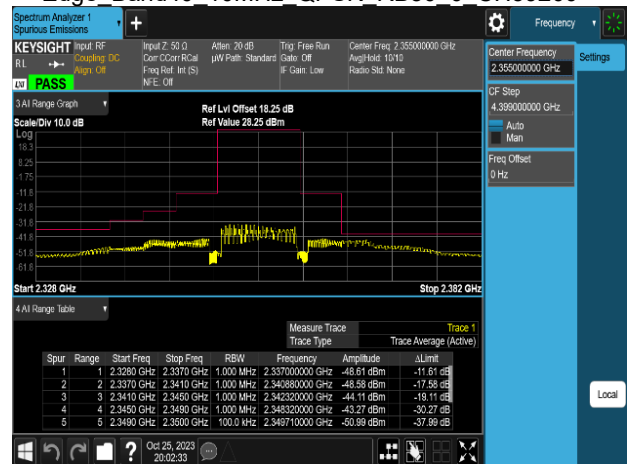 Spectrum Analyzer 1
Spurious Emissions
Frequency
KEYSIGHT
RL
LNI PASS
Input: RF
Coupling: DC
Align: Off
Input Z: 50 Ω
Corr CCorr RCal
Freq Ref: Int (S)
NFE: Off
Atten: 20 dB
µW Path: Standard
Trig: Free Run
Gate: Off
IF Gain: Low
Center Freq: 2.355000000 GHz
Avg|Hold: 10/10
Radio Std: None
Center Frequency
2.355000000 GHz
Settings
CF Step
4.399000000 GHz
Auto
Man
Freq Offset
0 Hz
3 All Range Graph
Scale/Div 10.0 dB
Ref Lvl Offset 18.25 dB
Ref Value 28.25 dBm
Log
18.3
8.25
-1.75
-11.8
-21.8
-31.8
-41.8
-51.8
-61.8
Start 2.328 GHz
Stop 2.382 GHz
4 All Range Table
Measure Trace Trace 1
Trace Type Trace Average (Active)
Spur Range Start Freq Stop Freq RBW Frequency Amplitude ΔLimit
1 1 2.3280 GHz 2.3370 GHz 1.000 MHz 2.337000000 GHz -48.61 dBm -11.61 dB
2 2 2.3370 GHz 2.3410 GHz 1.000 MHz 2.340880000 GHz -48.58 dBm -17.58 dB
3 3 2.3410 GHz 2.3450 GHz 1.000 MHz 2.342320000 GHz -44.11 dBm -19.11 dB
4 4 2.3450 GHz 2.3490 GHz 1.000 MHz 2.348320000 GHz -43.27 dBm -30.27 dB
5 5 2.3490 GHz 2.3500 GHz 100.0 kHz 2.349710000 GHz -50.99 dBm -37.99 dB
Local
?
Oct 25, 2023
20:02:33